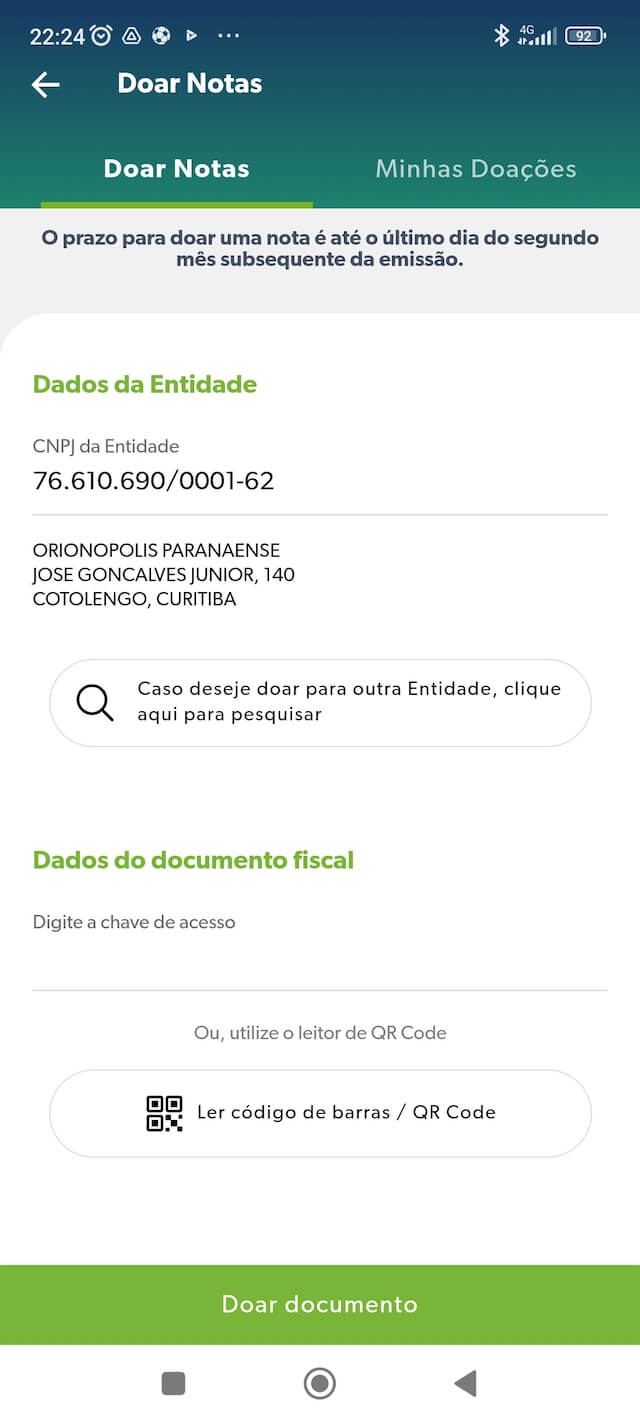 22:24
4G
92
Doar Notas
Doar Notas
Minhas Doações
O prazo para doar uma nota é até o último dia do segundo
mês subsequente da emissão.
Dados da Entidade
CNPJ da Entidade
76.610.690/0001-62
ORIONOPOLIS PARANAENSE
JOSE GONCALVES JUNIOR, 140
COTOLENGO, CURITIBA
Caso deseje doar para outra Entidade, clique
aqui para pesquisar
Dados do documento fiscal
Digite a chave de acesso
Ou, utilize o leitor de QR Code
Ler código de barras / QR Code
Doar documento